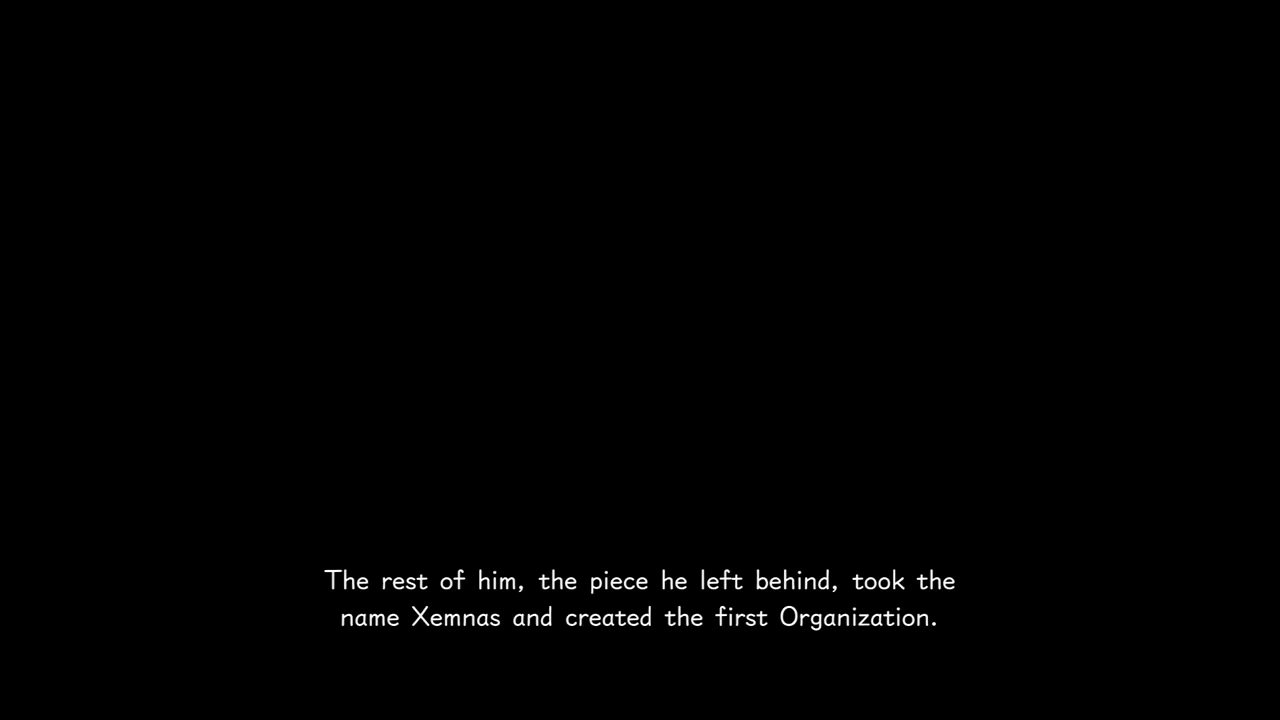 The rest of him, the piece he left behind, took the
name Xemnas and created the first Organization.